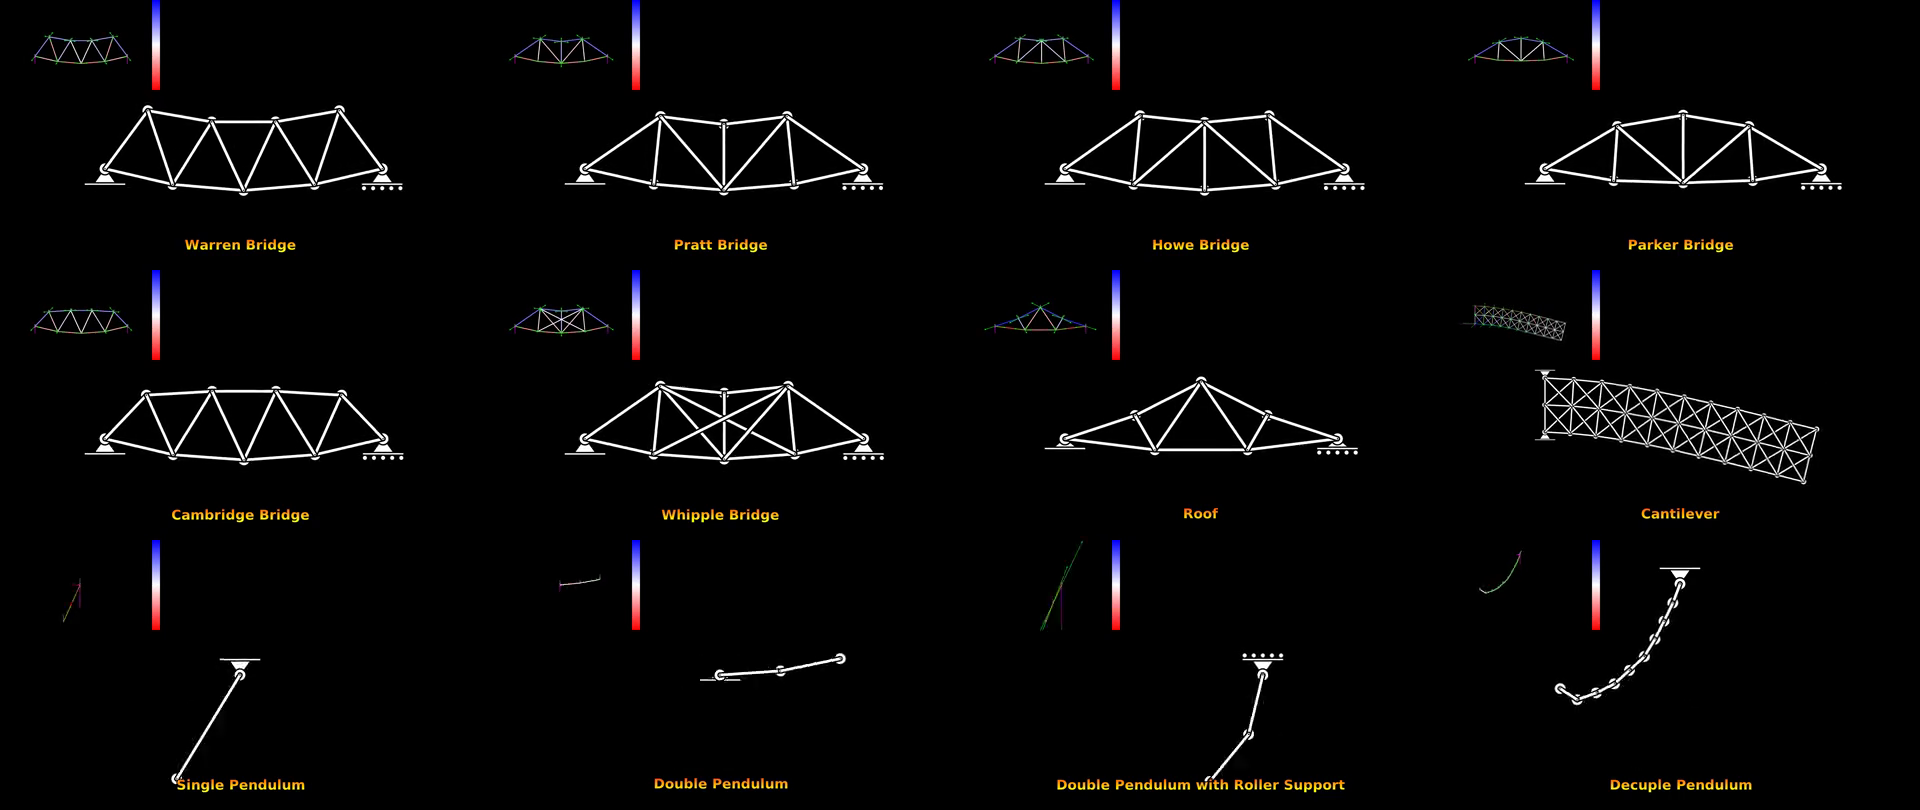 Warren Bridge
Pratt Bridge
Howe Bridge
Parker Bridge
Cambridge Bridge
Whipple Bridge
Roof
Cantilever
Single Pendulum
Double Pendulum
Double Pendulum with Roller Support
Decuple Pendulum